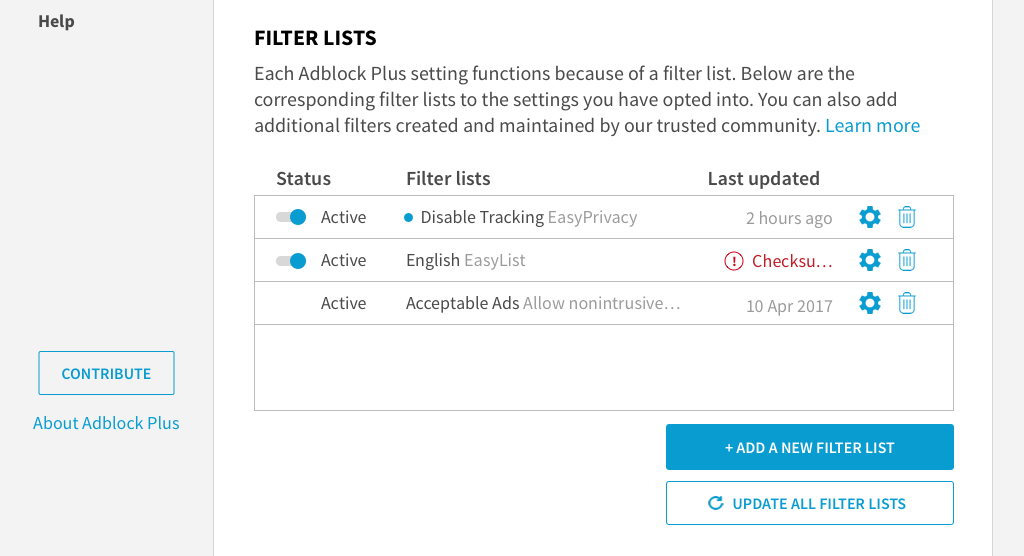 Help
FILTER LISTS
Each Adblock Plus setting functions because of a filter list. Below are the
corresponding filter lists to the settings you have opted into. You can also add
additional filters created and maintained by our trusted community. Learn more
Status Filter lists Last updated
Active Disable Tracking EasyPrivacy 2 hours ago
Active English EasyList Checksu…
Active Acceptable Ads Allow nonintrusive… 10 Apr 2017
CONTRIBUTE
About Adblock Plus
+ ADD A NEW FILTER LIST
UPDATE ALL FILTER LISTS